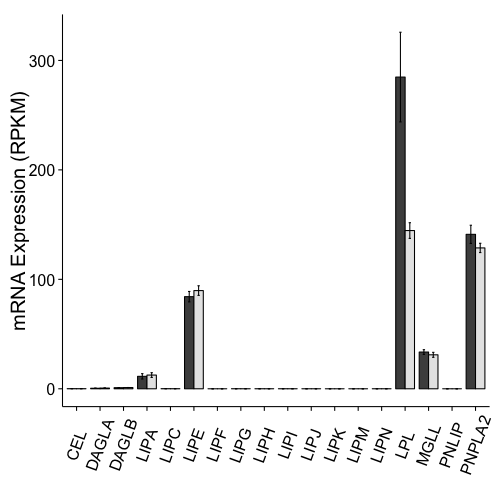 mRNA Expression (RPKM)
300
200
100
0
CEL DAGLA DAGLB LIPA LIPC LIPE LIPF LIPG LIPH LIPI LIPJ LIPK LIPM LIPN LPL MGLL PNLIP PNPLA2